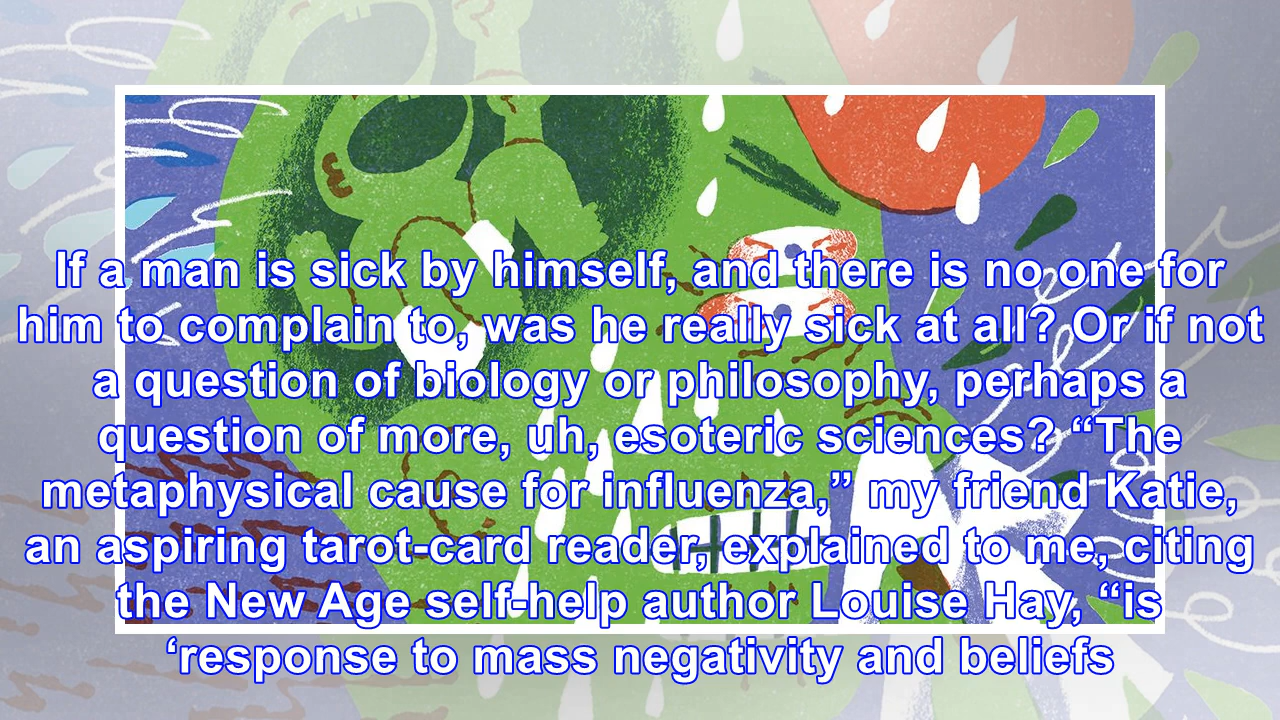 If a man is sick by himself, and there is no one for
him to complain to, was he really sick at all? Or if not
a question of biology or philosophy, perhaps a
question of more, uh, esoteric sciences? “The
metaphysical cause for influenza,” my friend Katie,
an aspiring tarot-card reader, explained to me, citing
the New Age self-help author Louise Hay, “is
‘response to mass negativity and beliefs